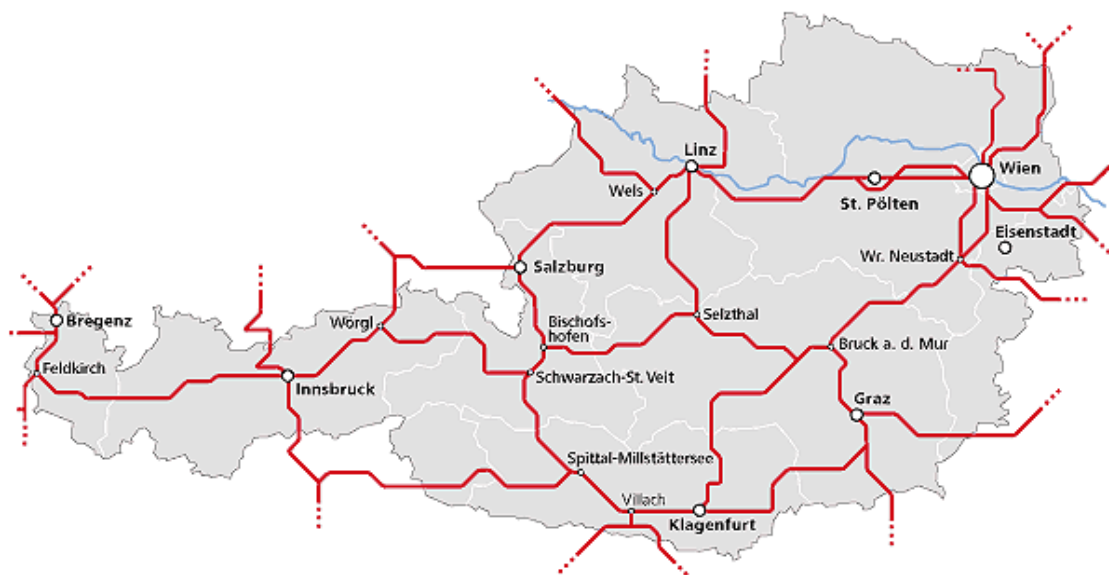 Linz
Wien
Wels
St. Pölten
Eisenstadt
Wr. Neustadt
Salzburg
Bregenz
Wörgl
Bischofs-
hofen
Selzthal
Bruck a. d. Mur
Feldkirch
Innsbruck
Schwarzach-St. Veit
Graz
Spittal-Millstättersee
Villach
Klagenfurt